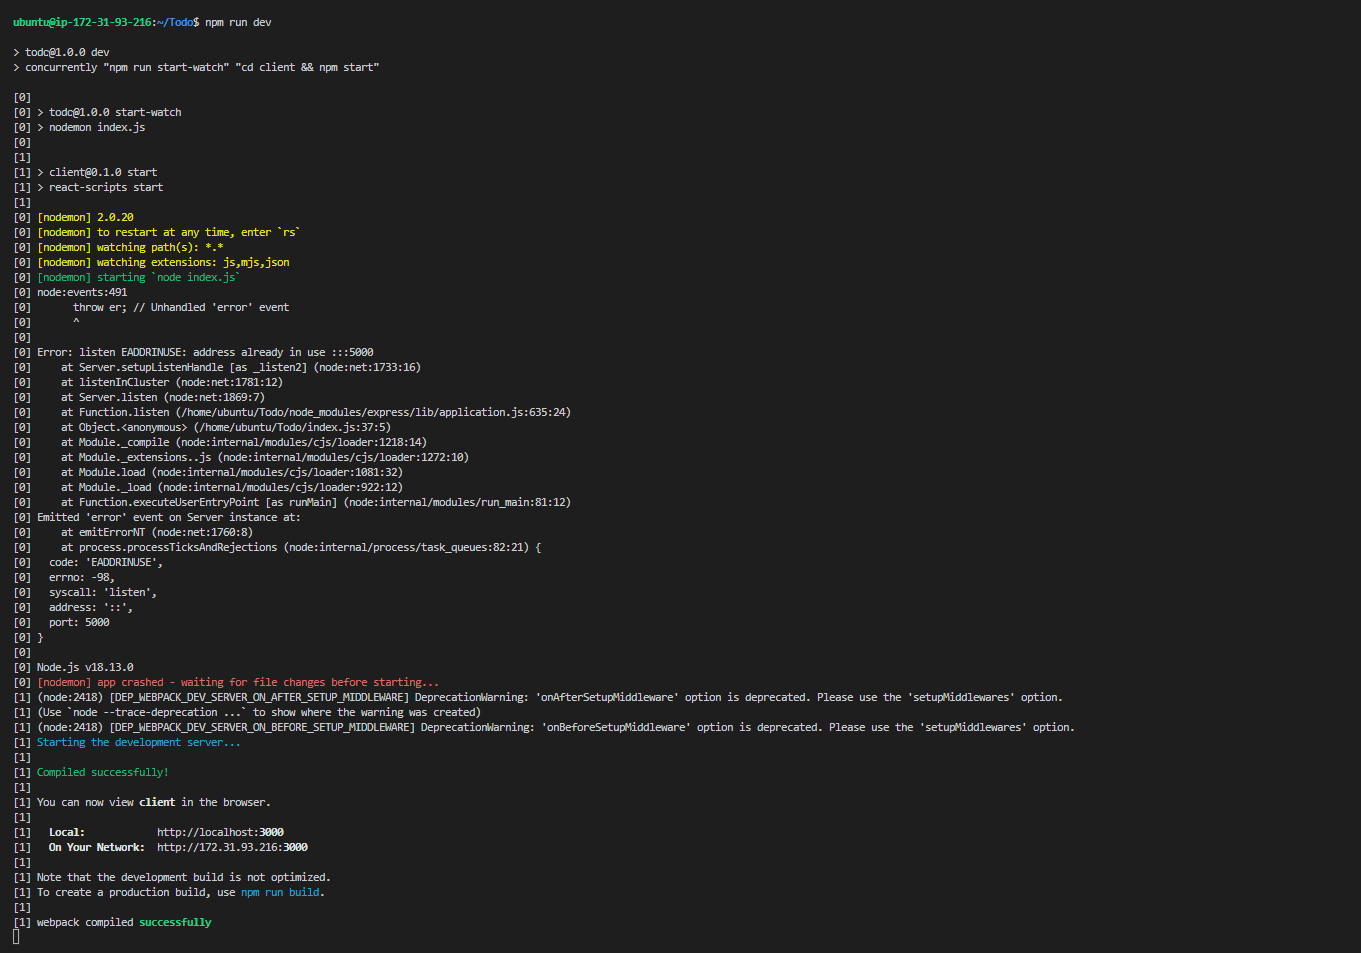 ubuntu@ip-172-31-93-216:~/Todo$ npm run dev
> todo@1.0.0 dev
> concurrently "npm run start-watch" "cd client && npm start"
[0]
[0] > todo@1.0.0 start-watch
[0] > nodemon index.js
[0]
[1]
[1] > client@0.1.0 start
[1] > react-scripts start
[1]
[0] [nodemon] 2.0.20
[0] [nodemon] to restart at any time, enter `rs`
[0] [nodemon] watching path(s): *.*
[0] [nodemon] watching extensions: js,mjs,json
[0] [nodemon] starting `node index.js`
[0] node:events:491
[0]       throw er; // Unhandled 'error' event
[0]       ^
[0]
[0] Error: listen EADDRINUSE: address already in use :::5000
[0]     at Server.setupListenHandle [as _listen2] (node:net:1733:16)
[0]     at listenInCluster (node:net:1781:12)
[0]     at Server.listen (node:net:1869:7)
[0]     at Function.listen (/home/ubuntu/Todo/node_modules/express/lib/application.js:635:24)
[0]     at Object.<anonymous> (/home/ubuntu/Todo/index.js:37:5)
[0]     at Module._compile (node:internal/modules/cjs/loader:1218:14)
[0]     at Module._extensions..js (node:internal/modules/cjs/loader:1272:10)
[0]     at Module.load (node:internal/modules/cjs/loader:1081:32)
[0]     at Module._load (node:internal/modules/cjs/loader:922:12)
[0]     at Function.executeUserEntryPoint [as runMain] (node:internal/modules/run_main:81:12)
[0] Emitted 'error' event on Server instance at:
[0]     at emitErrorNT (node:net:1760:8)
[0]     at process.processTicksAndRejections (node:internal/process/task_queues:82:21) {
[0]   code: 'EADDRINUSE',
[0]   errno: -98,
[0]   syscall: 'listen',
[0]   address: '::',
[0]   port: 5000
[0] }
[0]
[0] Node.js v18.13.0
[0] [nodemon] app crashed - waiting for file changes before starting...
[1] (node:2418) [DEP_WEBPACK_DEV_SERVER_ON_AFTER_SETUP_MIDDLEWARE] DeprecationWarning: 'onAfterSetupMiddleware' option is deprecated. Please use the 'setupMiddlewares' option.
[1] (Use `node --trace-deprecation ...` to show where the warning was created)
[1] (node:2418) [DEP_WEBPACK_DEV_SERVER_ON_BEFORE_SETUP_MIDDLEWARE] DeprecationWarning: 'onBeforeSetupMiddleware' option is deprecated. Please use the 'setupMiddlewares' option.
[1] Starting the development server...
[1]
[1] Compiled successfully!
[1]
[1] You can now view client in the browser.
[1]
[1]   Local:            http://localhost:3000
[1]   On Your Network:  http://172.31.93.216:3000
[1]
[1] Note that the development build is not optimized.
[1] To create a production build, use npm run build.
[1]
[1] webpack compiled successfully